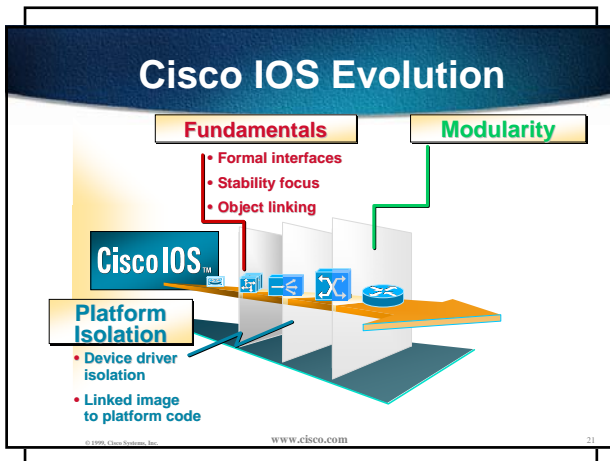 Cisco IOS Evolution
Fundamentals
• Formal interfaces
• Stability focus
• Object linking
Modularity
Cisco IOS™
Platform
Isolation
• Device driver
isolation
• Linked image
to platform code
© 1999, Cisco Systems, Inc.
www.cisco.com
21